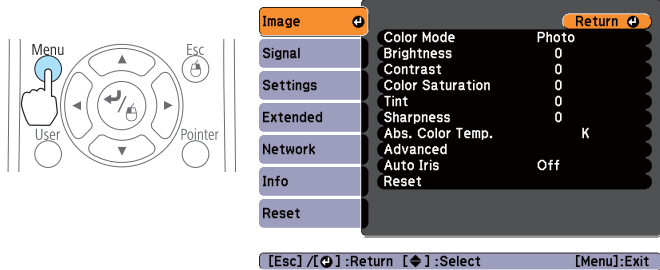 Menu
Esc
User
Pointer
Image
Signal
Settings
Extended
Network
Info
Reset
Return
Color Mode Photo
Brightness 0
Contrast 0
Color Saturation 0
Tint 0
Sharpness 0
Abs. Color Temp. K
Advanced
Auto Iris Off
Reset
[Esc] /[ ] :Return [ ] :Select [Menu]:Exit